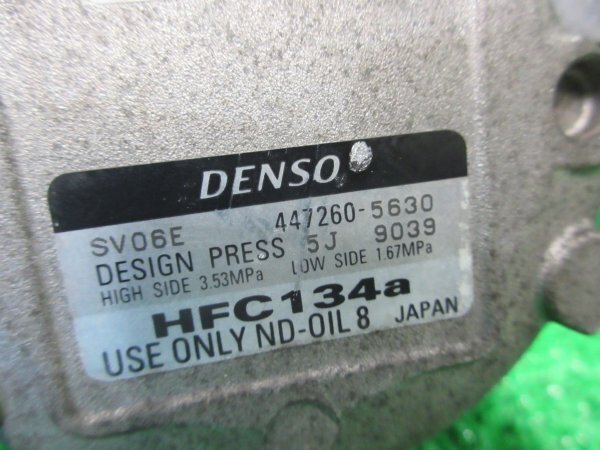 DENSO
SV06E 447260-5630
DESIGN PRESS 5J 9039
HIGH SIDE 3.53MPa LOW SIDE 1.67MPa
HFC134a
USE ONLY ND-OIL 8 JAPAN